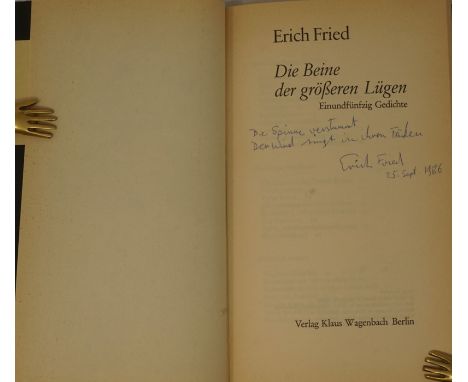 Erich Fried
Die Beine
der größeren Lügen
Einundfünfzig Gedichte
Die Spinne verstummt
Der Wind singt in ihren Fäden
Erich Fried
25. Sept 1986
Verlag Klaus Wagenbach Berlin